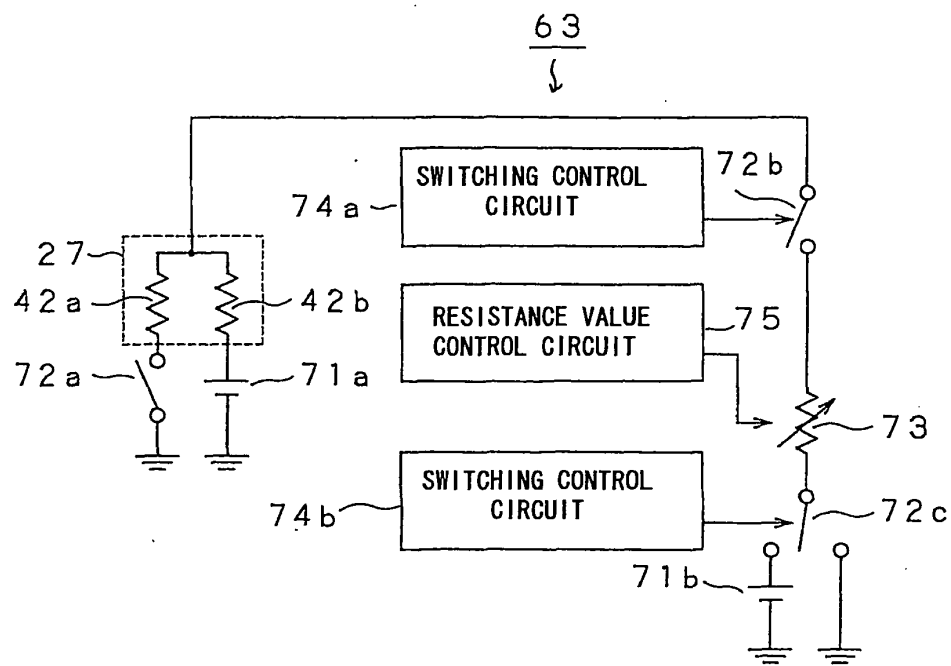 63
72b
SWITCHING CONTROL
CIRCUIT
74a
27
42a
42b
RESISTANCE VALUE
CONTROL CIRCUIT
75
72a
71a
73
SWITCHING CONTROL
CIRCUIT
74b
72c
71b